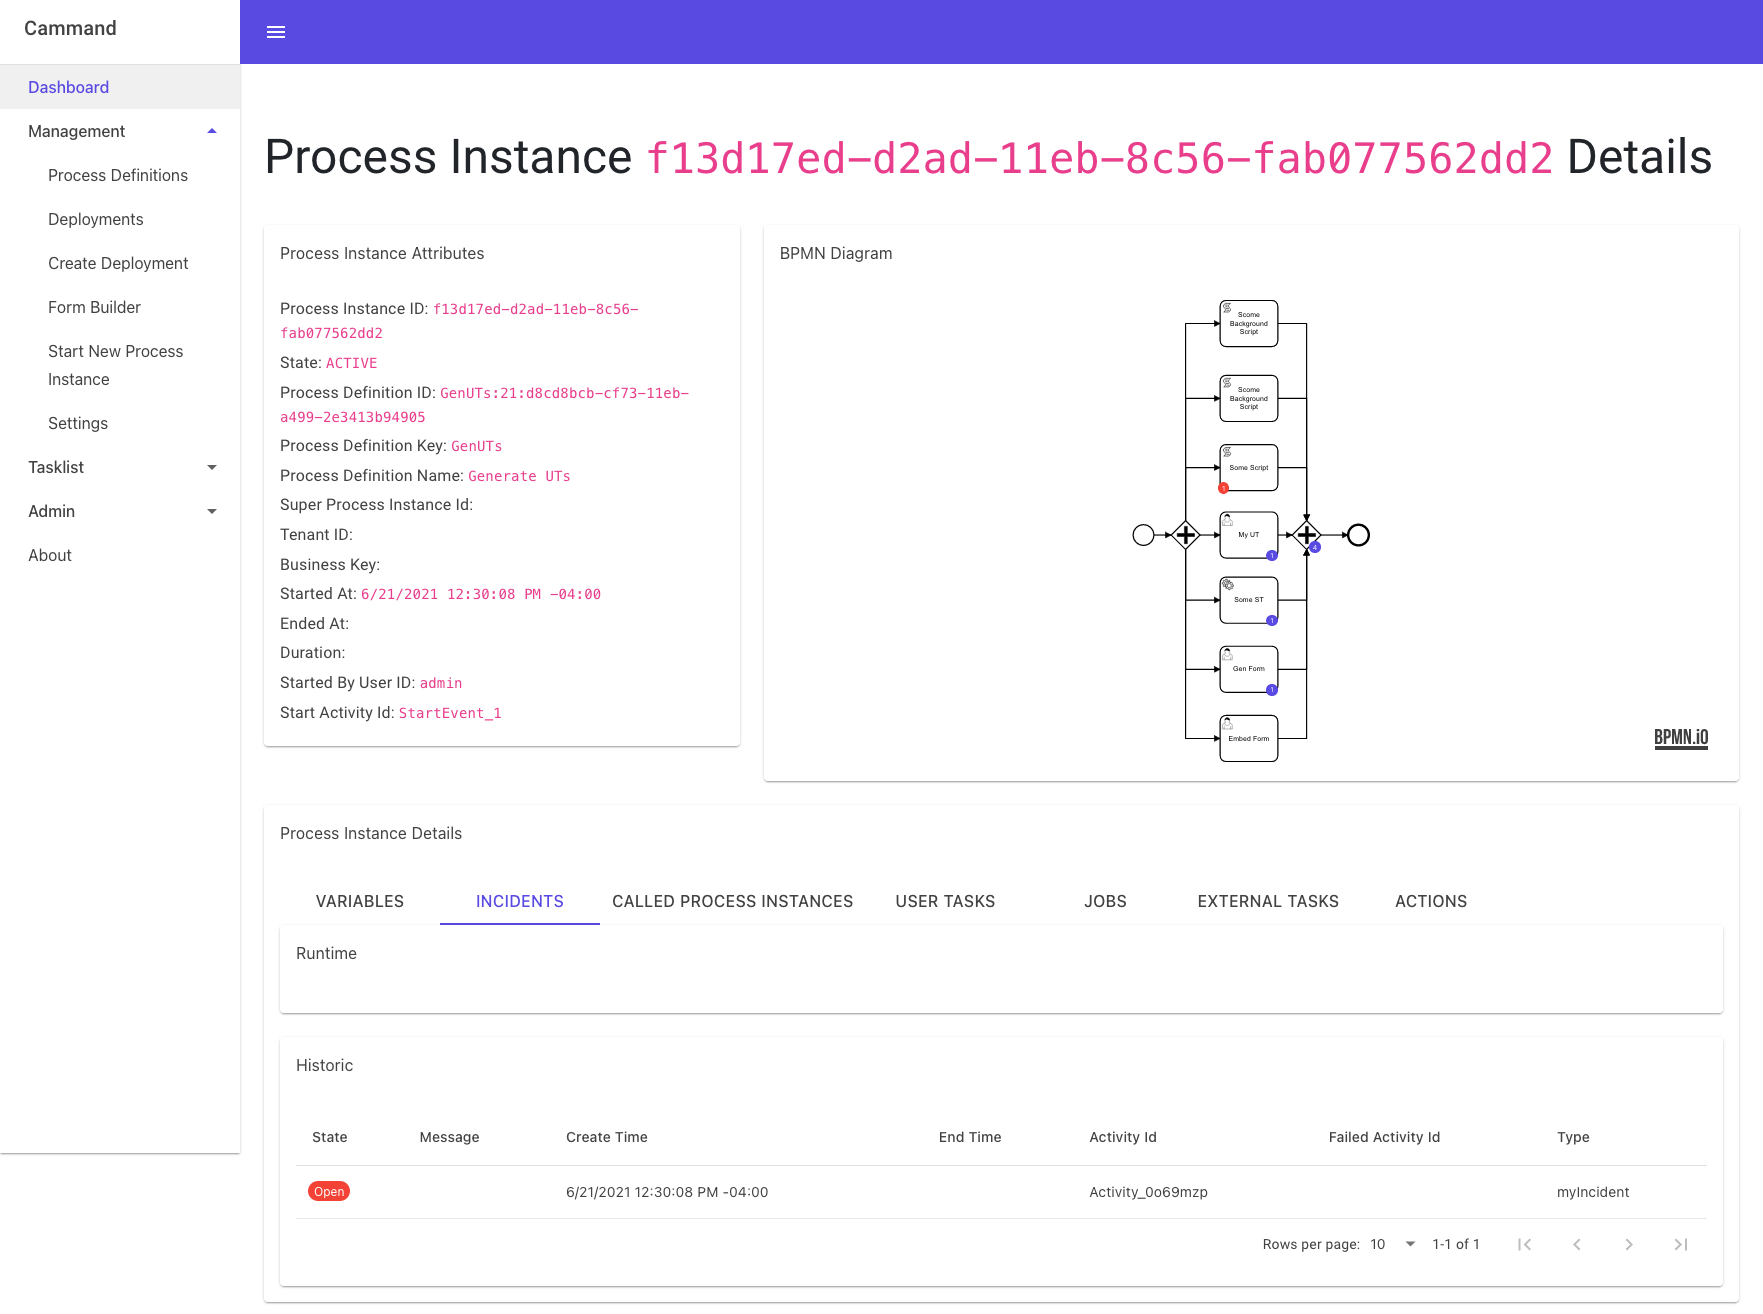 Cammand
Dashboard
Management
Process Definitions
Deployments
Create Deployment
Form Builder
Start New Process
Instance
Settings
Tasklist
Admin
About
Process Instance f13d17ed-d2ad-11eb-8c56-fab077562dd2 Details
Process Instance Attributes
Process Instance ID: f13d17ed-d2ad-11eb-8c56-
fab077562dd2
State: ACTIVE
Process Definition ID: GenUTs:21:d8cd8bcb-cf73-11eb-
a499-2e3413b94905
Process Definition Key: GenUTs
Process Definition Name: Generate UTs
Super Process Instance Id:
Tenant ID:
Business Key:
Started At: 6/21/2021 12:30:08 PM -04:00
Ended At:
Duration:
Started By User ID: admin
Start Activity Id: StartEvent_1
BPMN Diagram
Scome
Background
Script
Scome
Background
Script
Some Script
1
My UT
1
4
Some ST
1
Gen Form
1
Embed Form
BPMN.iO
Process Instance Details
VARIABLES INCIDENTS CALLED PROCESS INSTANCES USER TASKS JOBS EXTERNAL TASKS ACTIONS
Runtime
Historic
State Message Create Time End Time Activity Id Failed Activity Id Type
Open 6/21/2021 12:30:08 PM -04:00 Activity_0o69mzp myIncident
Rows per page: 10 1-1 of 1